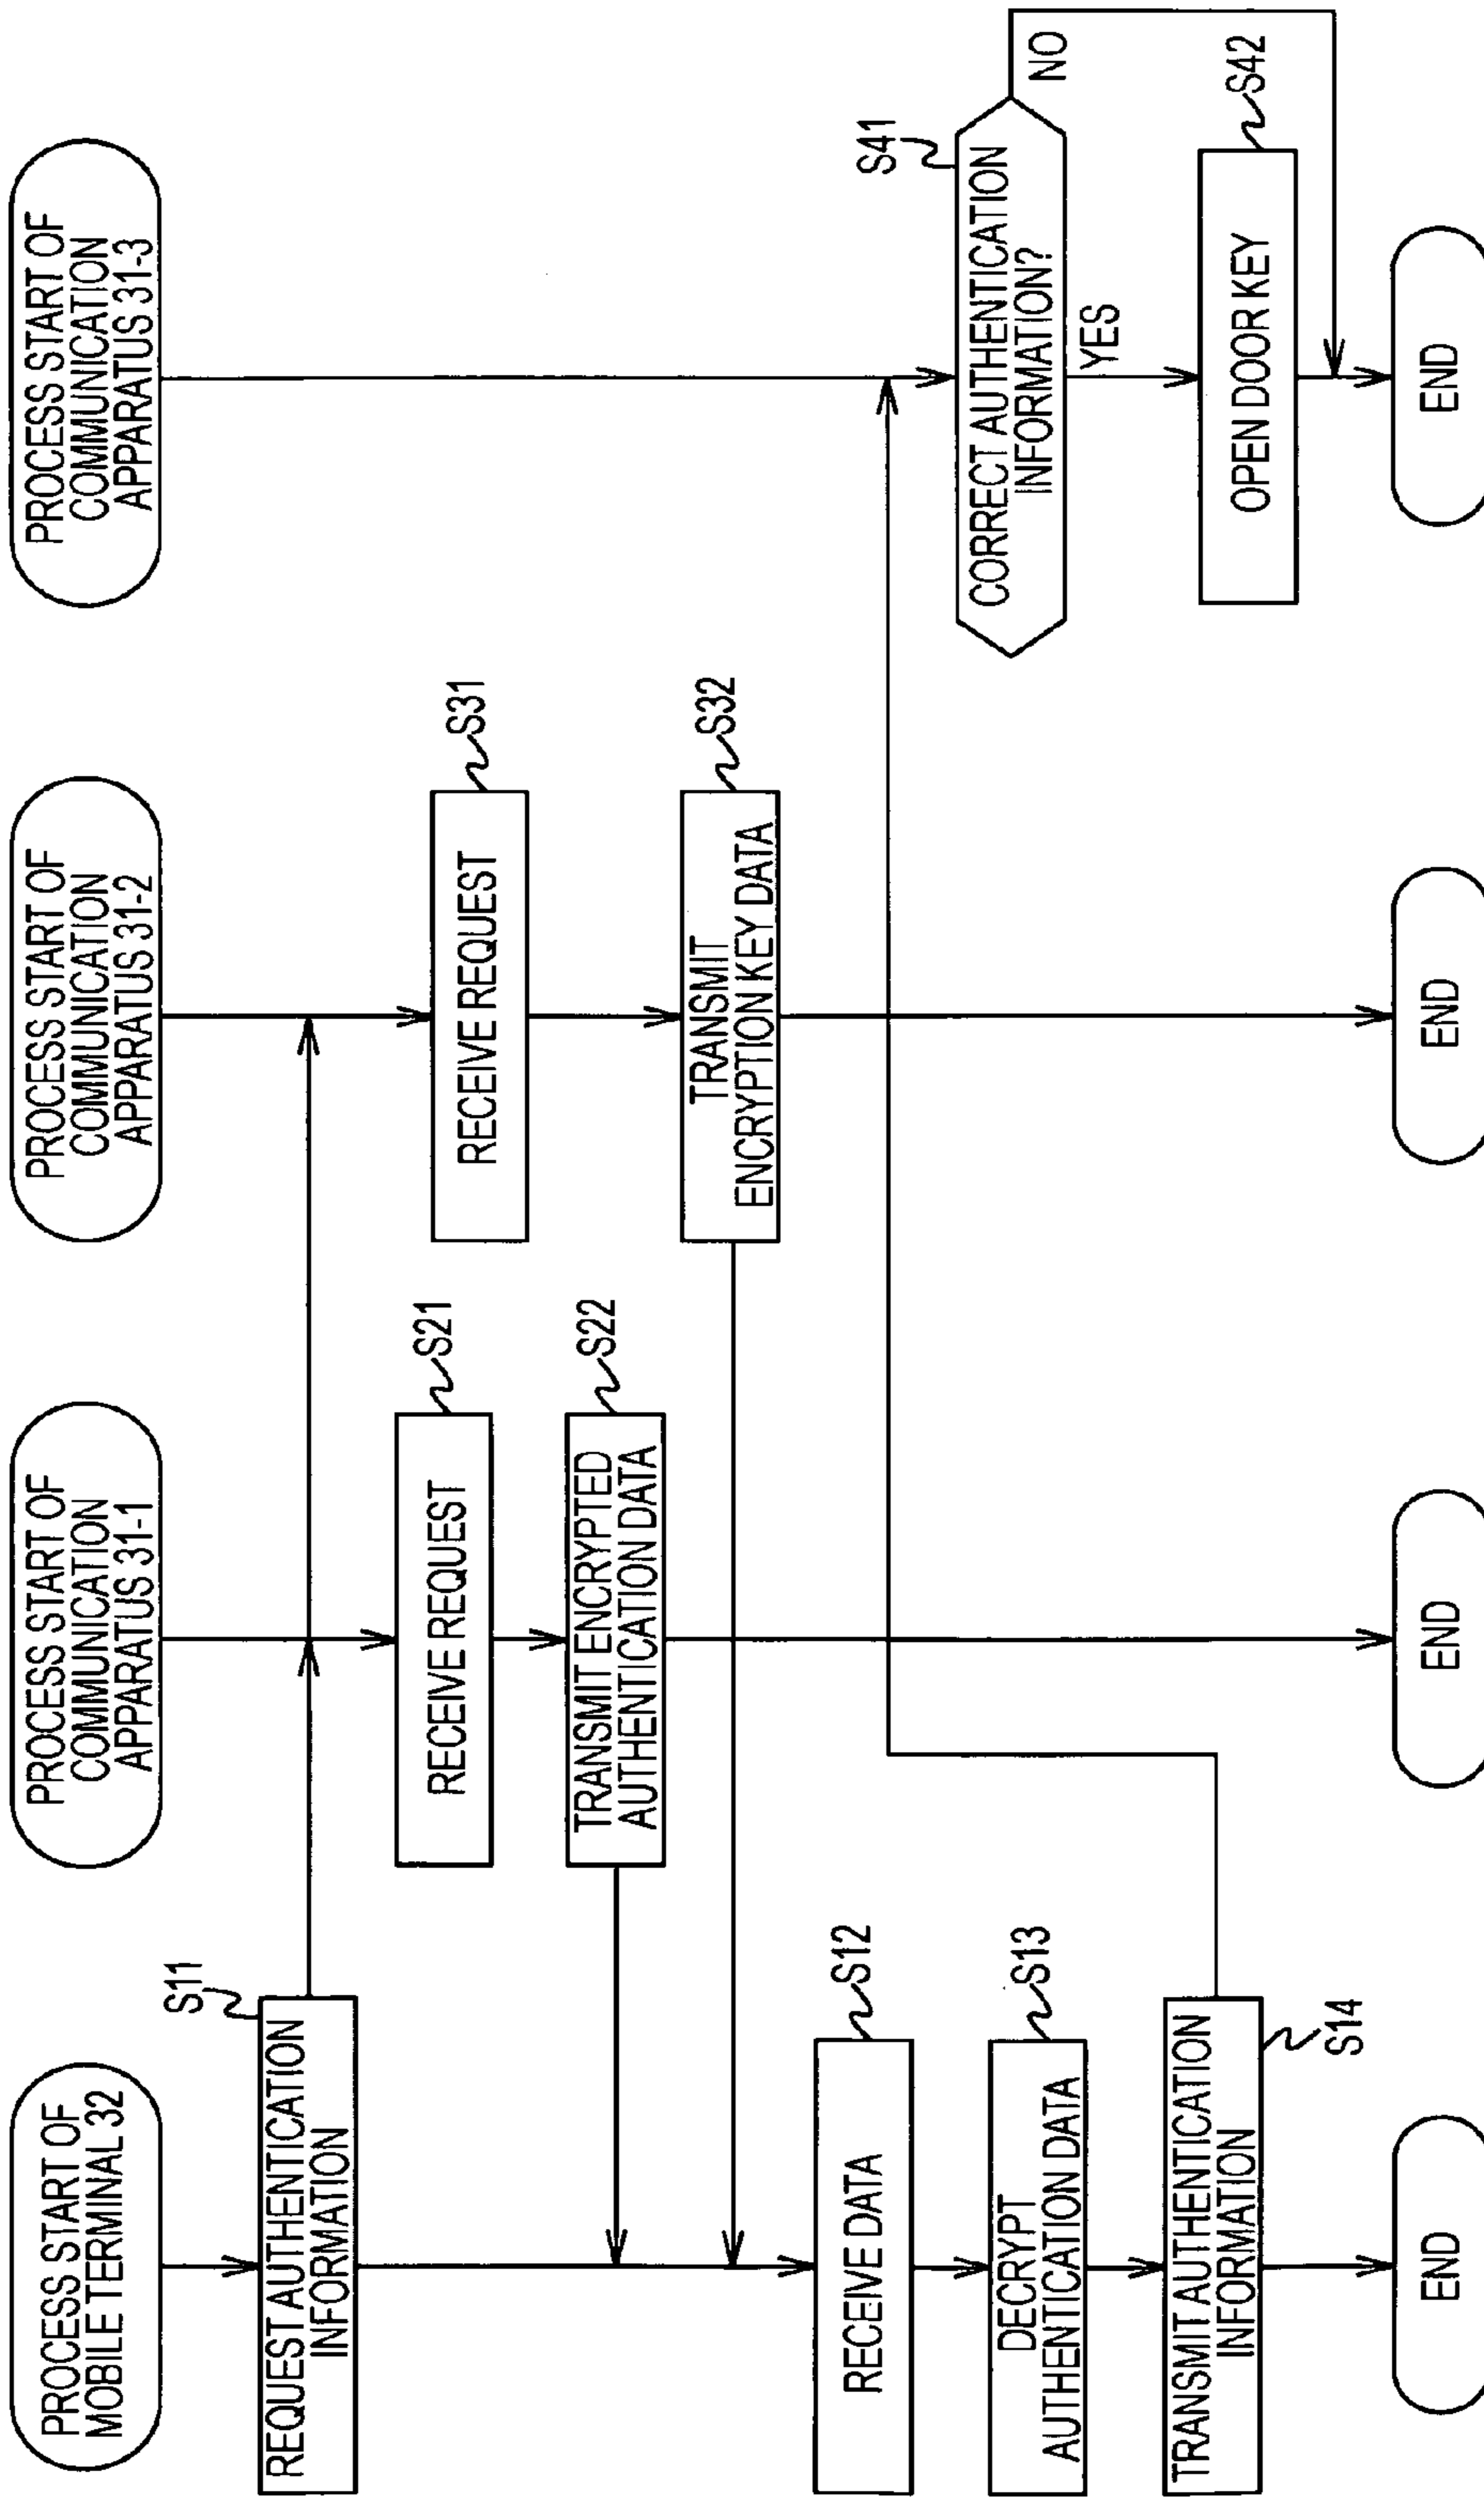 PROCESS START OF
MOBILE TERMINAL 32
REQUEST AUTHENTICATION
INFORMATION
S11
RECEIVE DATA
S12
DECRYPT
AUTHENTICATION DATA
S13
TRANSMIT AUTHENTICATION
INFORMATION
S14
END
PROCESS START OF
COMMUNICATION
APPARATUS 31-1
RECEIVE REQUEST
S21
TRANSMIT ENCRYPTED
AUTHENTICATION DATA
S22
END
PROCESS START OF
COMMUNICATION
APPARATUS 31-2
RECEIVE REQUEST
S31
TRANSMIT
ENCRYPTION KEY DATA
S32
END
PROCESS START OF
COMMUNICATION
APPARATUS 31-3
S41
CORRECT AUTHENTICATION
INFORMATION?
NO
YES
OPEN DOOR KEY
S42
END